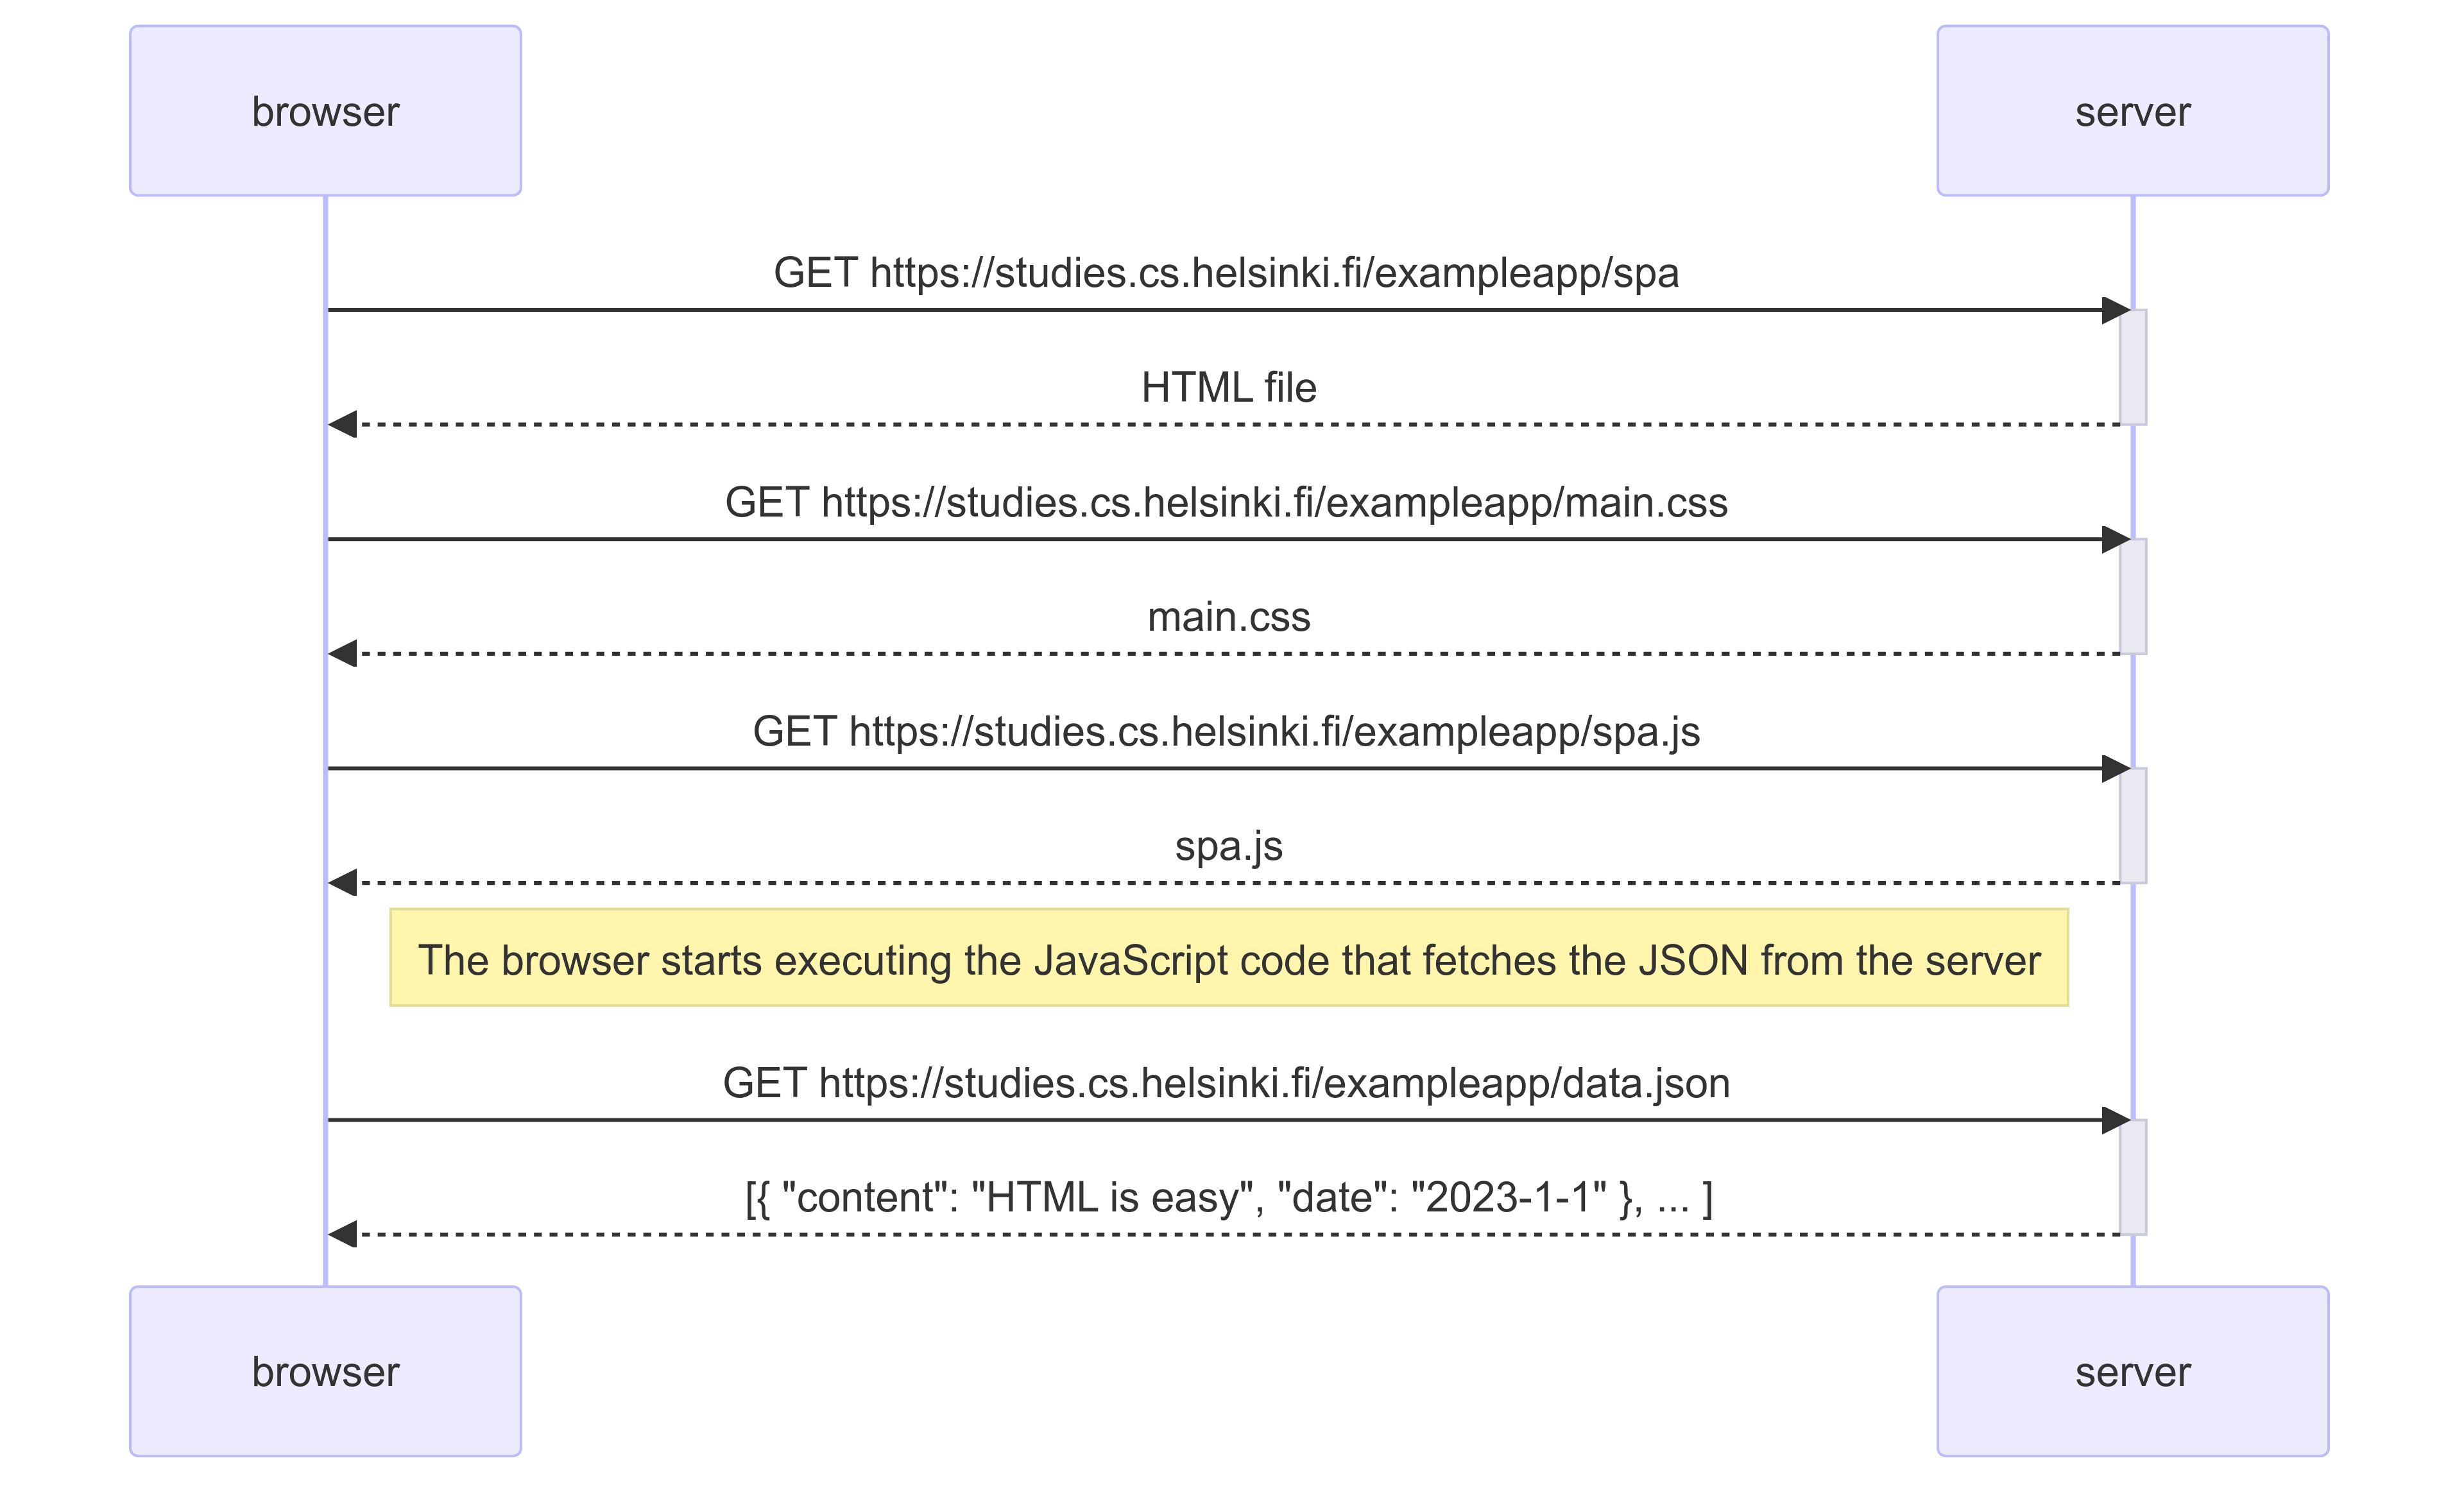 browser
server
GET https://studies.cs.helsinki.fi/exampleapp/spa
HTML file
GET https://studies.cs.helsinki.fi/exampleapp/main.css
main.css
GET https://studies.cs.helsinki.fi/exampleapp/spa.js
spa.js
The browser starts executing the JavaScript code that fetches the JSON from the server
GET https://studies.cs.helsinki.fi/exampleapp/data.json
[{ "content": "HTML is easy", "date": "2023-1-1" }, ... ]
browser
server